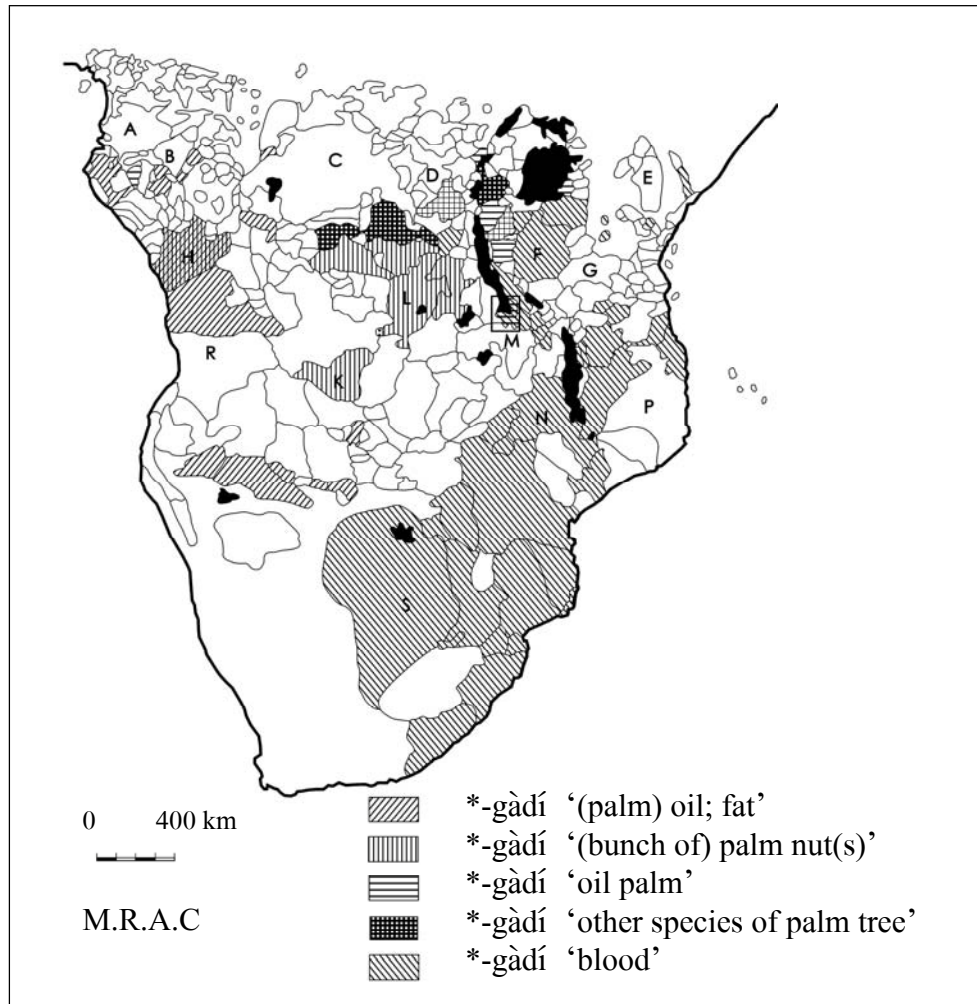 A
B
C
D
E
H
F
G
L
R
M
K
N
P
S
0 400 km
M.R.A.C
*-gàdí ‘(palm) oil; fat’
*-gàdí ‘(bunch of) palm nut(s)’
*-gàdí ‘oil palm’
*-gàdí ‘other species of palm tree’
*-gàdí ‘blood’